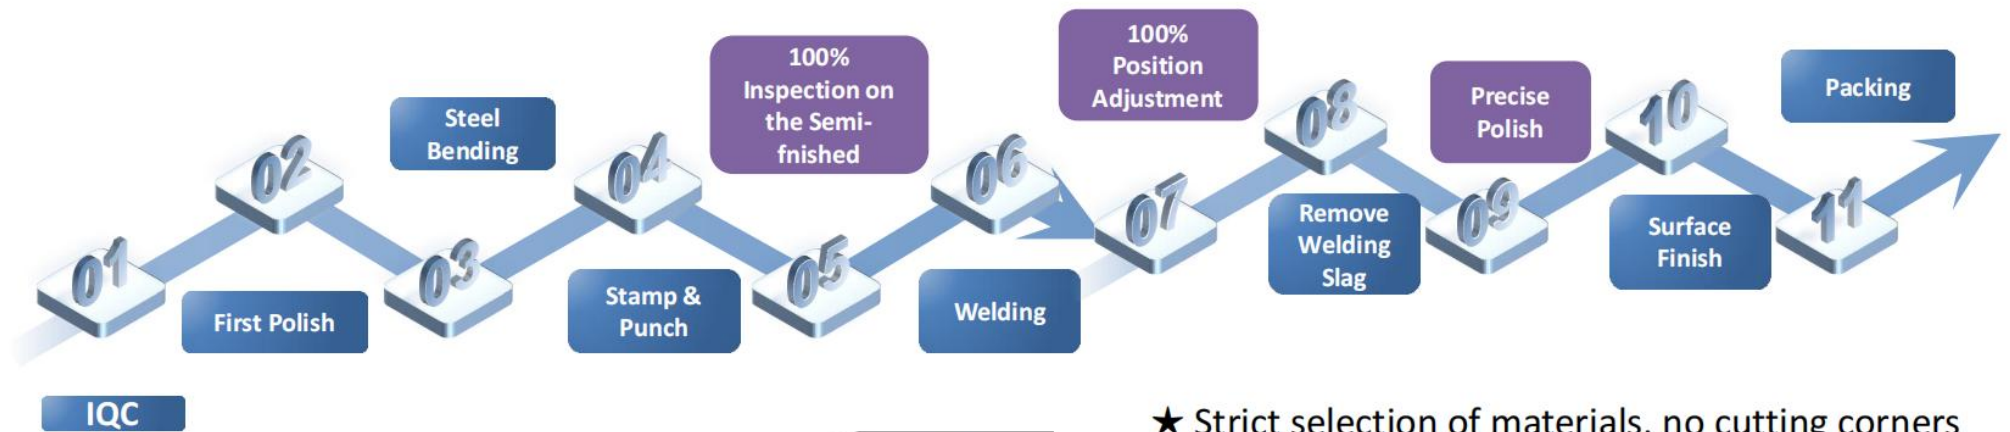 01
IQC
02
First Polish
03
Steel
Bending
04
Stamp &
Punch
05
100%
Inspection on
the Semi-
fnished
06
Welding
07
100%
Position
Adjustment
08
Remove
Welding
Slag
09
Precise
Polish
10
Surface
Finish
11
Packing
★ Strict selection of materials, no cutting corners